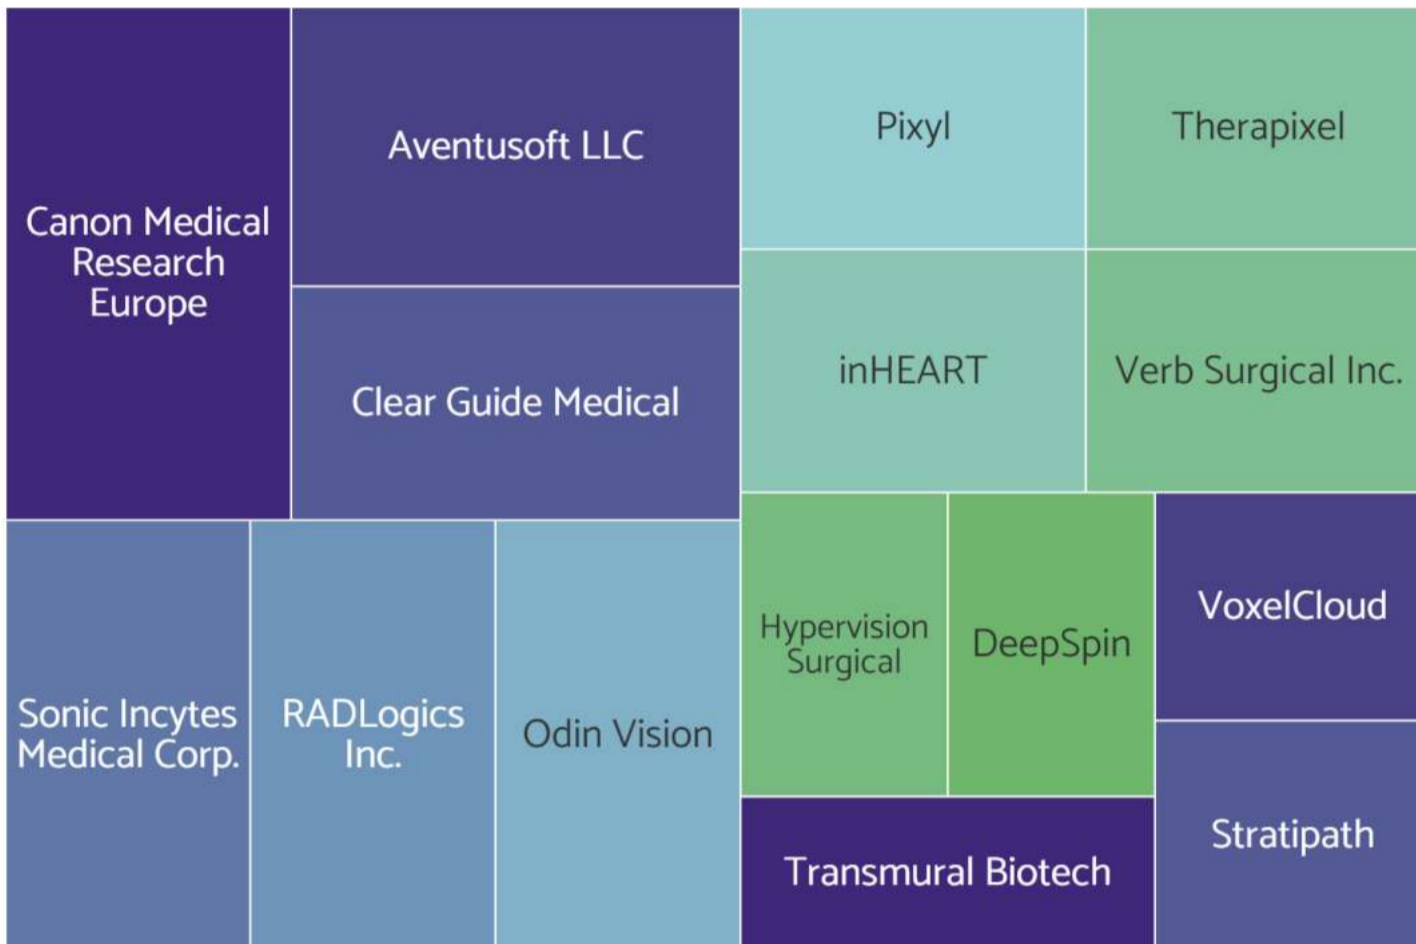 Canon Medical
Research
Europe
Aventusoft LLC
Clear Guide Medical
Sonic Incytes
Medical Corp.
RADLogics
Inc.
Odin Vision
Pixyl
Therapixel
inHEART
Verb Surgical Inc.
Hypervision
Surgical
DeepSpin
VoxelCloud
Transmural Biotech
Stratipath